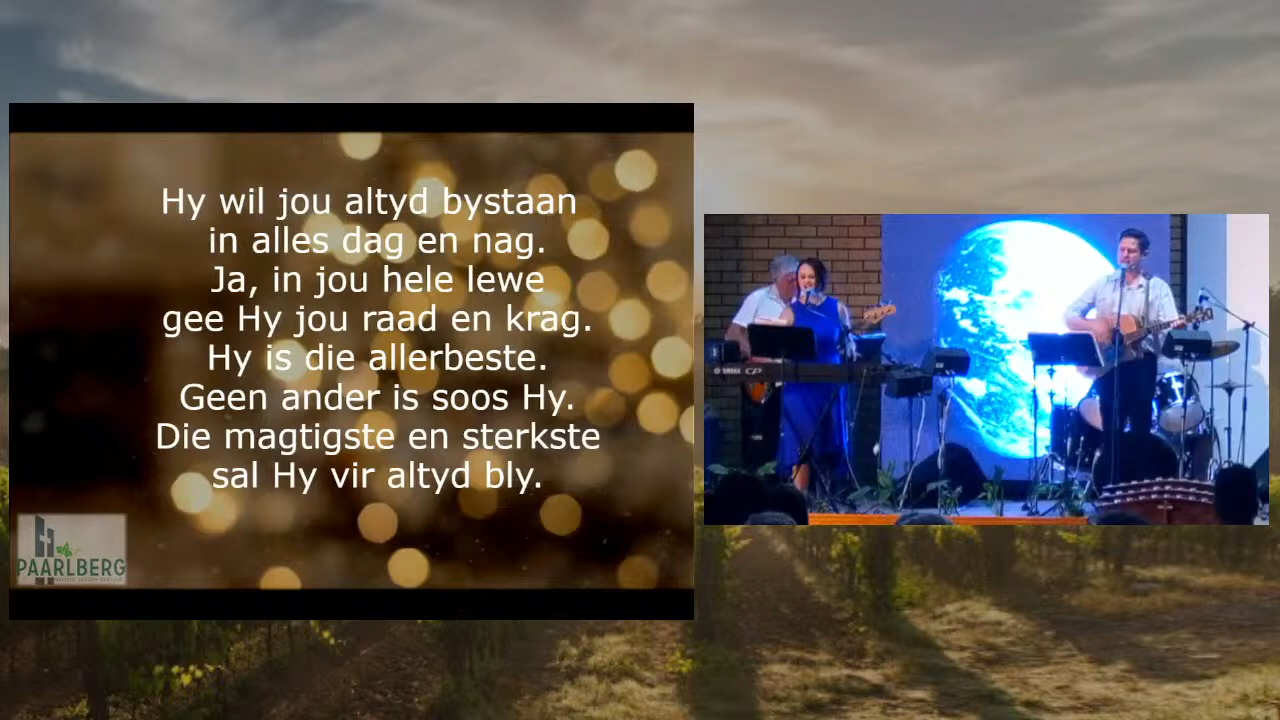 Hy wil jou altyd bystaan
in alles dag en nag.
Ja, in jou hele lewe
gee Hy jou raad en krag.
Hy is die allerbeste.
Geen ander is soos Hy.
Die magtigste en sterkste
sal Hy vir altyd bly.
PAARLBERG
YAMAHA CP